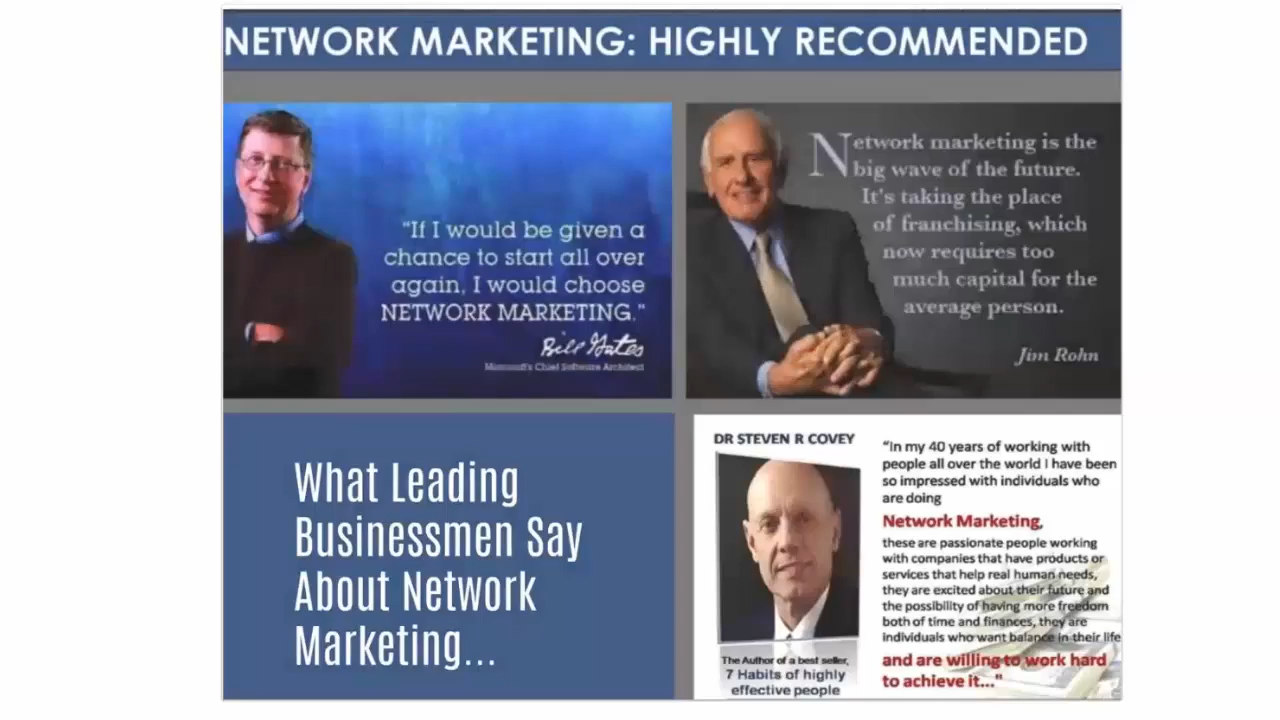 NETWORK MARKETING: HIGHLY RECOMMENDED
"If I would be given a
chance to start all over
again, I would choose
NETWORK MARKETING."
Bill Gates
Microsoft's Chief Software Architect
Network marketing is the
big wave of the future.
It's taking the place
of franchising, which
now requires too
much capital for the
average person.
Jim Rohn
What Leading
Businessmen Say
About Network
Marketing...
DR STEVEN R COVEY
The Author of a best seller,
7 Habits of highly
effective people
"In my 40 years of working with
people all over the world I have been
so impressed with individuals who
are doing
Network Marketing,
these are passionate people working
with companies that have products or
services that help real human needs,
they are excited about their future and
the possibility of having more freedom
both of time and finances, they are
individuals who want balance in their life
and are willing to work hard
to achieve it..."